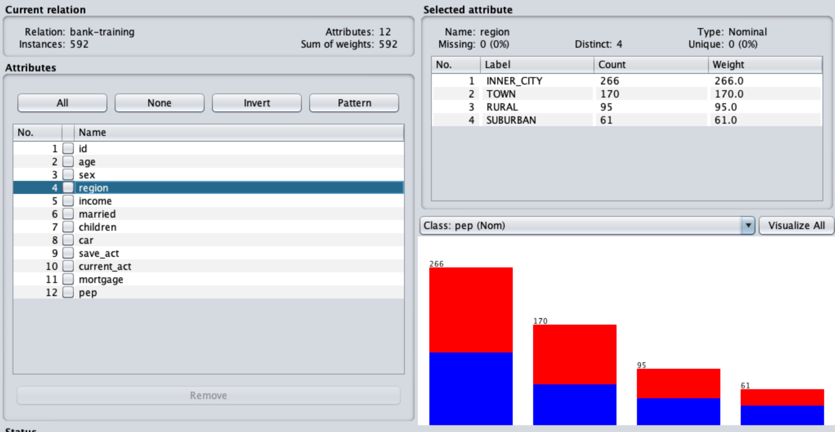 Current relation
Relation: bank-training
Attributes: 12
Instances: 592
Sum of weights: 592
Attributes
All
None
Invert
Pattern
No. Name
1 id
2 age
3 sex
4 region
5 income
6 married
7 children
8 car
9 save_act
10 current_act
11 mortgage
12 pep
Remove
Status
Selected attribute
Name: region
Type: Nominal
Missing: 0 (0%)
Distinct: 4
Unique: 0 (0%)
No. Label Count Weight
1 INNER_CITY 266 266.0
2 TOWN 170 170.0
3 RURAL 95 95.0
4 SUBURBAN 61 61.0
Class: pep (Nom)
Visualize All
266
170
95
61